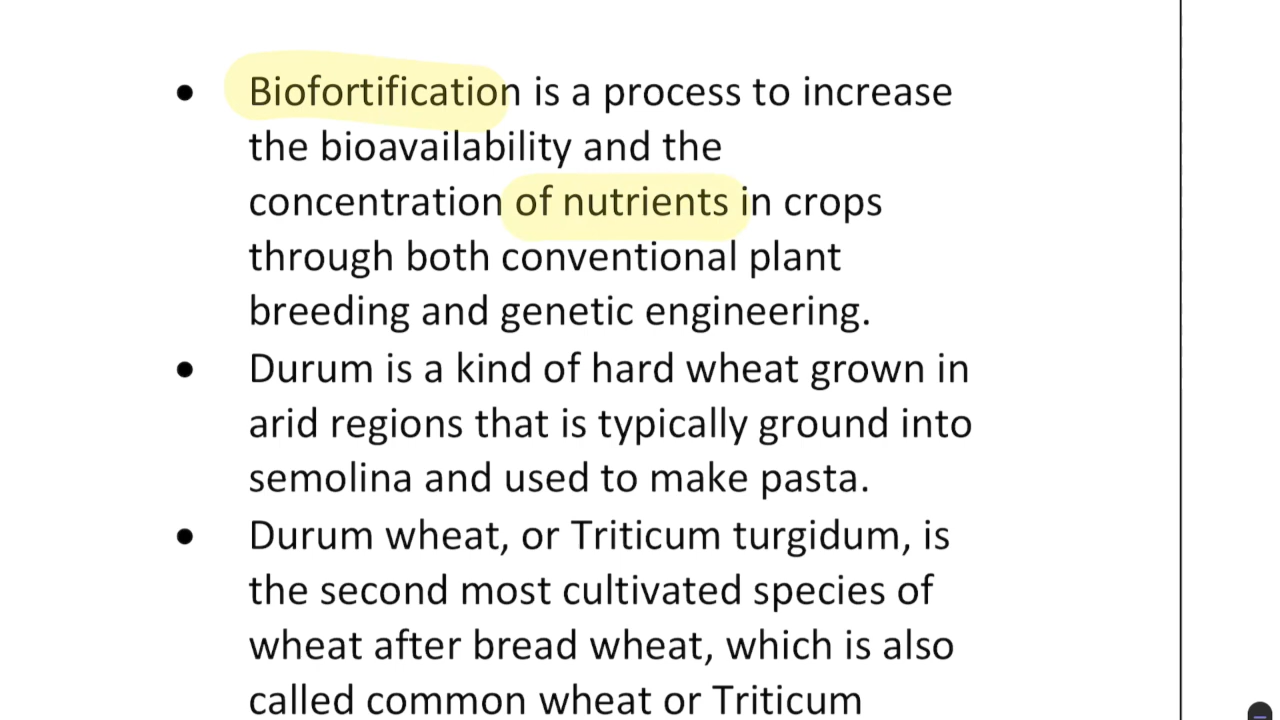 • Biofortification is a process to increase
the bioavailability and the
concentration of nutrients in crops
through both conventional plant
breeding and genetic engineering.
• Durum is a kind of hard wheat grown in
arid regions that is typically ground into
semolina and used to make pasta.
• Durum wheat, or Triticum turgidum, is
the second most cultivated species of
wheat after bread wheat, which is also
called common wheat or Triticum